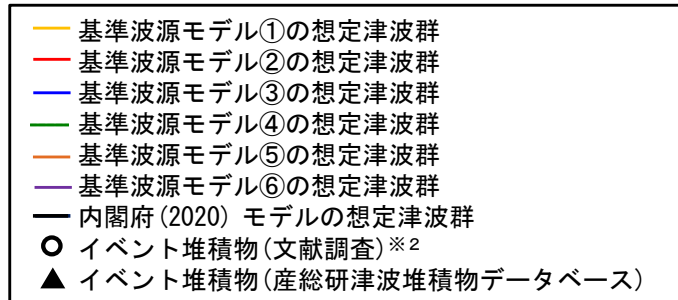 基準波源モデル①の想定津波群
基準波源モデル②の想定津波群
基準波源モデル③の想定津波群
基準波源モデル④の想定津波群
基準波源モデル⑤の想定津波群
基準波源モデル⑥の想定津波群
内閣府(2020) モデルの想定津波群
イベント堆積物(文献調査)※2
イベント堆積物(産総研津波堆積物データベース)